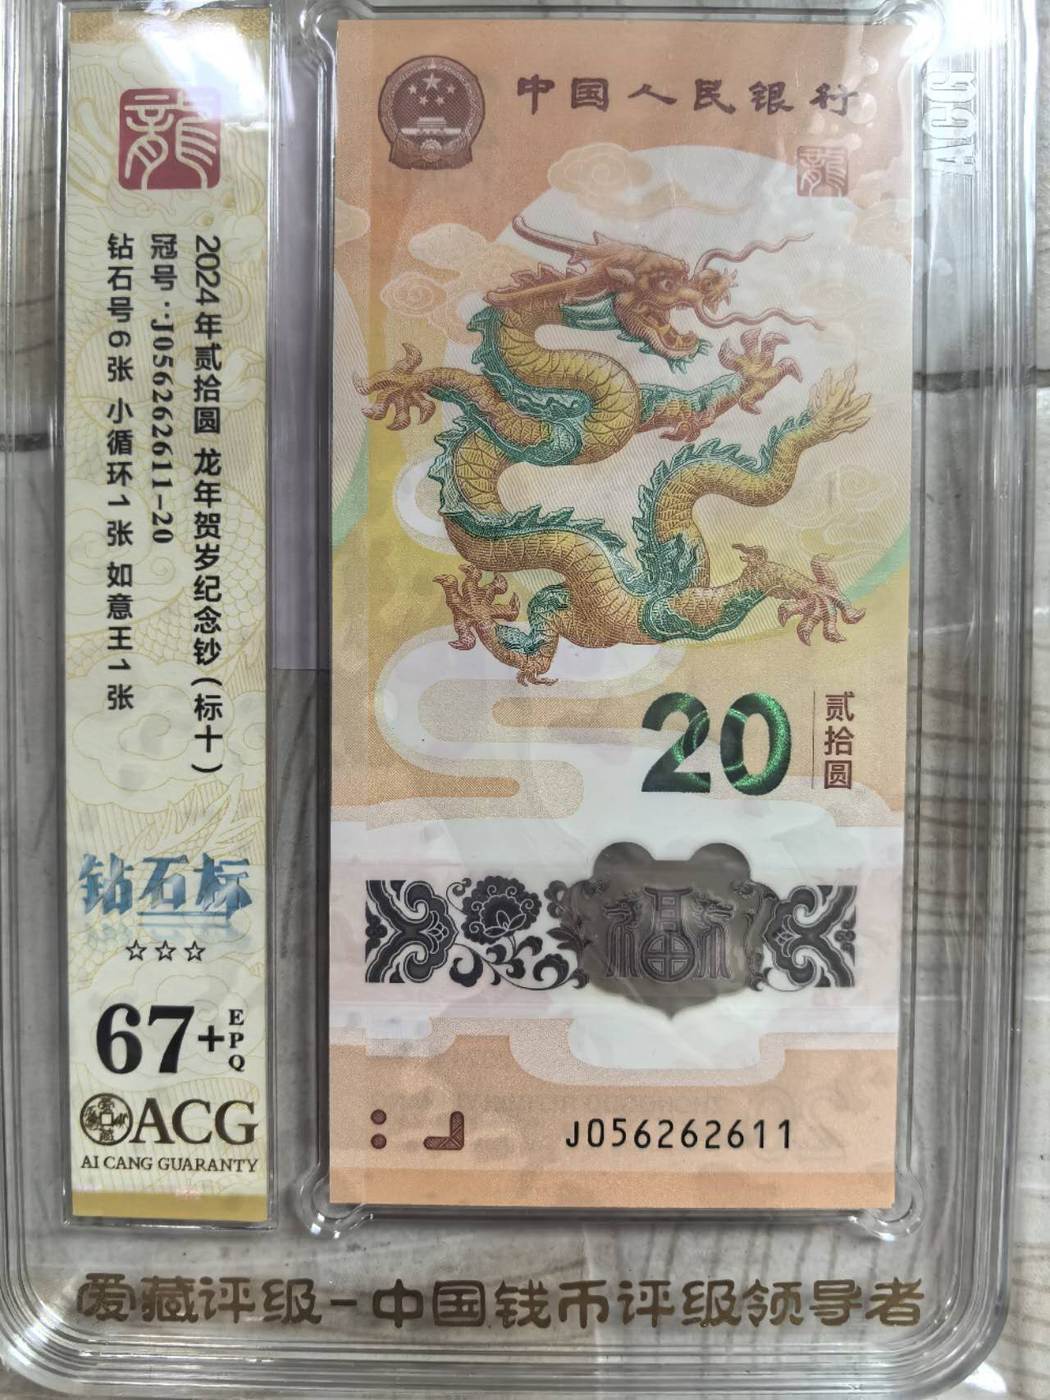 龍
2024年贰拾圆 龙年贺岁纪念钞（标十）
冠号：J056262611-20
钻石号6张 小循环1张 如意王1张
钻石标
☆☆☆
67+EPQ
ACG
AI CANG GUARANTY
中国人民银行
龍
20
贰拾圆
福
J056262611
ACG
爱藏评级-中国钱币评级领导者